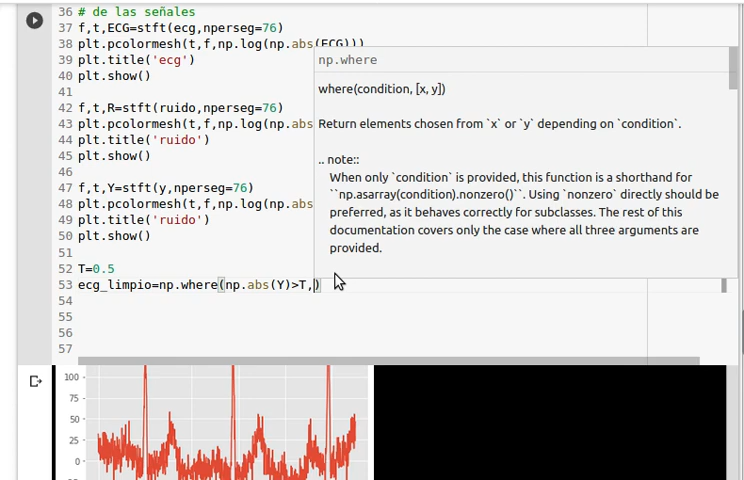 36 # de las señales
37 f,t,ECG=stft(ecg,nperseg=76)
38 plt.pcolormesh(t,f,np.log(np.abs(ECG)))
39 plt.title('ecg')
40 plt.show()
41
42 f,t,R=stft(ruido,nperseg=76)
43 plt.pcolormesh(t,f,np.log(np.abs
44 plt.title('ruido')
45 plt.show()
46
47 f,t,Y=stft(y,nperseg=76)
48 plt.pcolormesh(t,f,np.log(np.abs
49 plt.title('ruido')
50 plt.show()
51
52 T=0.5
53 ecg_limpio=np.where(np.abs(Y)>T,)
54
55
56
57
np.where
where(condition, [x, y])
Return elements chosen from `x` or `y` depending on `condition`.
.. note::
When only `condition` is provided, this function is a shorthand for
``np.asarray(condition).nonzero()``. Using `nonzero` directly should be
preferred, as it behaves correctly for subclasses. The rest of this
documentation covers only the case where all three arguments are
provided.
100
75
50
25
0